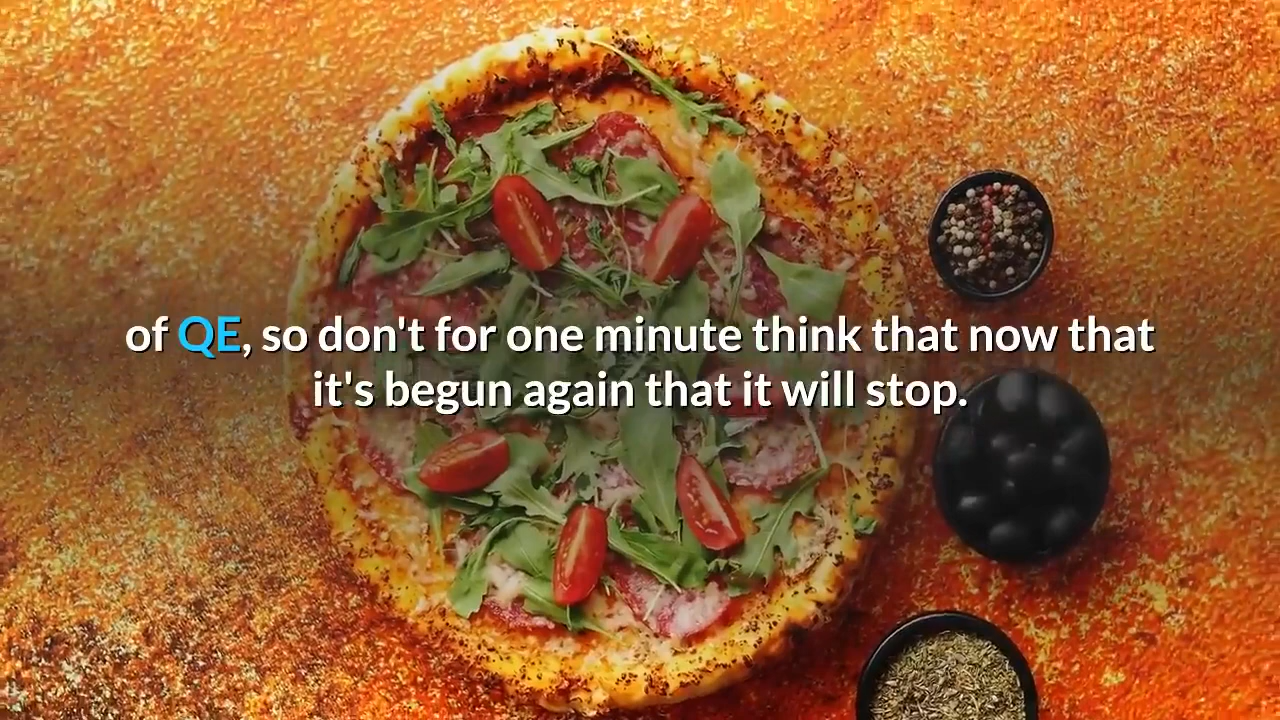 of QE, so don't for one minute think that now that
it's begun again that it will stop.